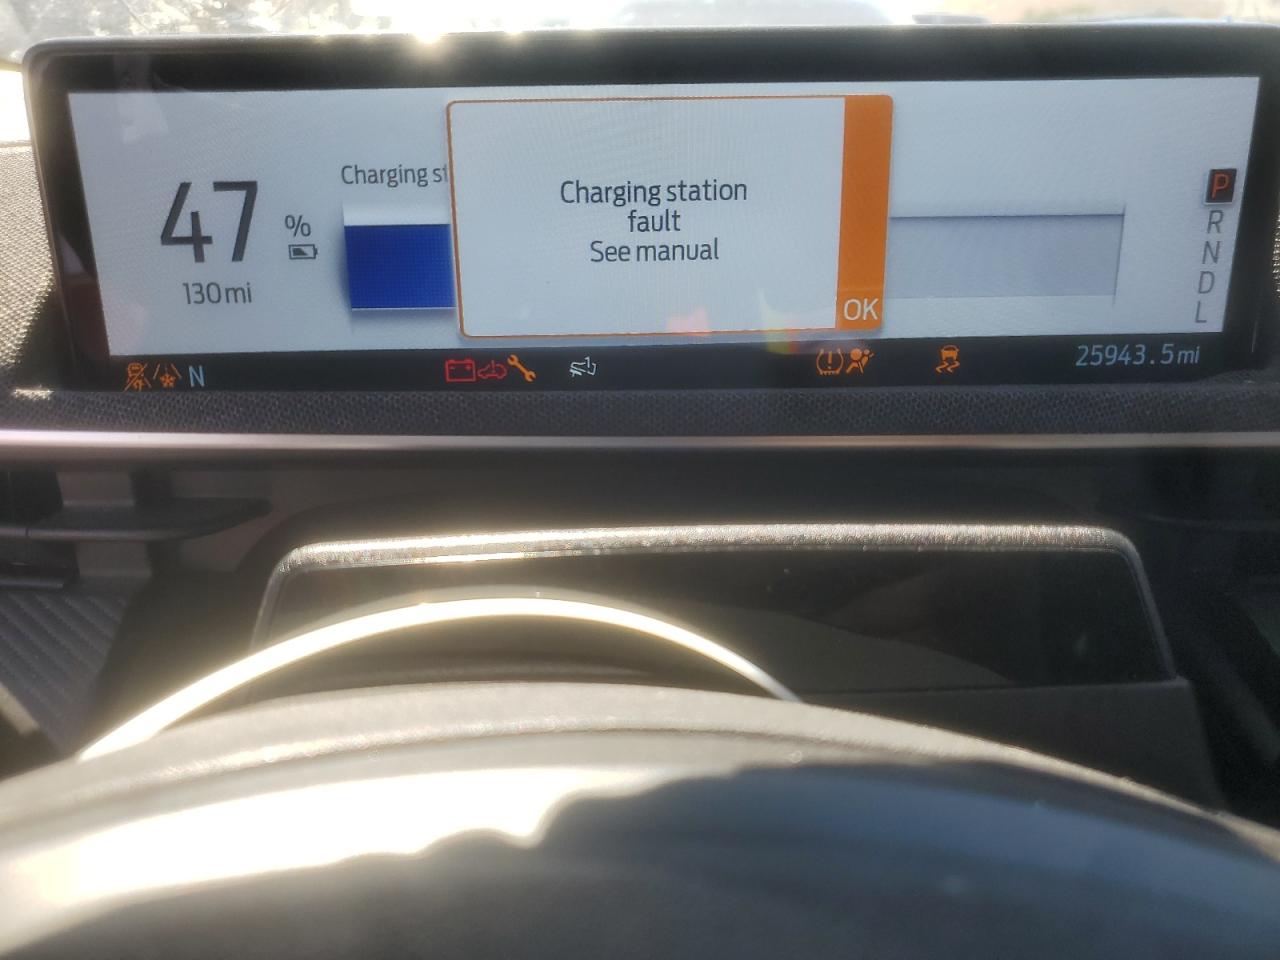 47 %
130mi
Charging st
Charging station
fault
See manual
OK
P
R
N
D
L
N
25943.5mi